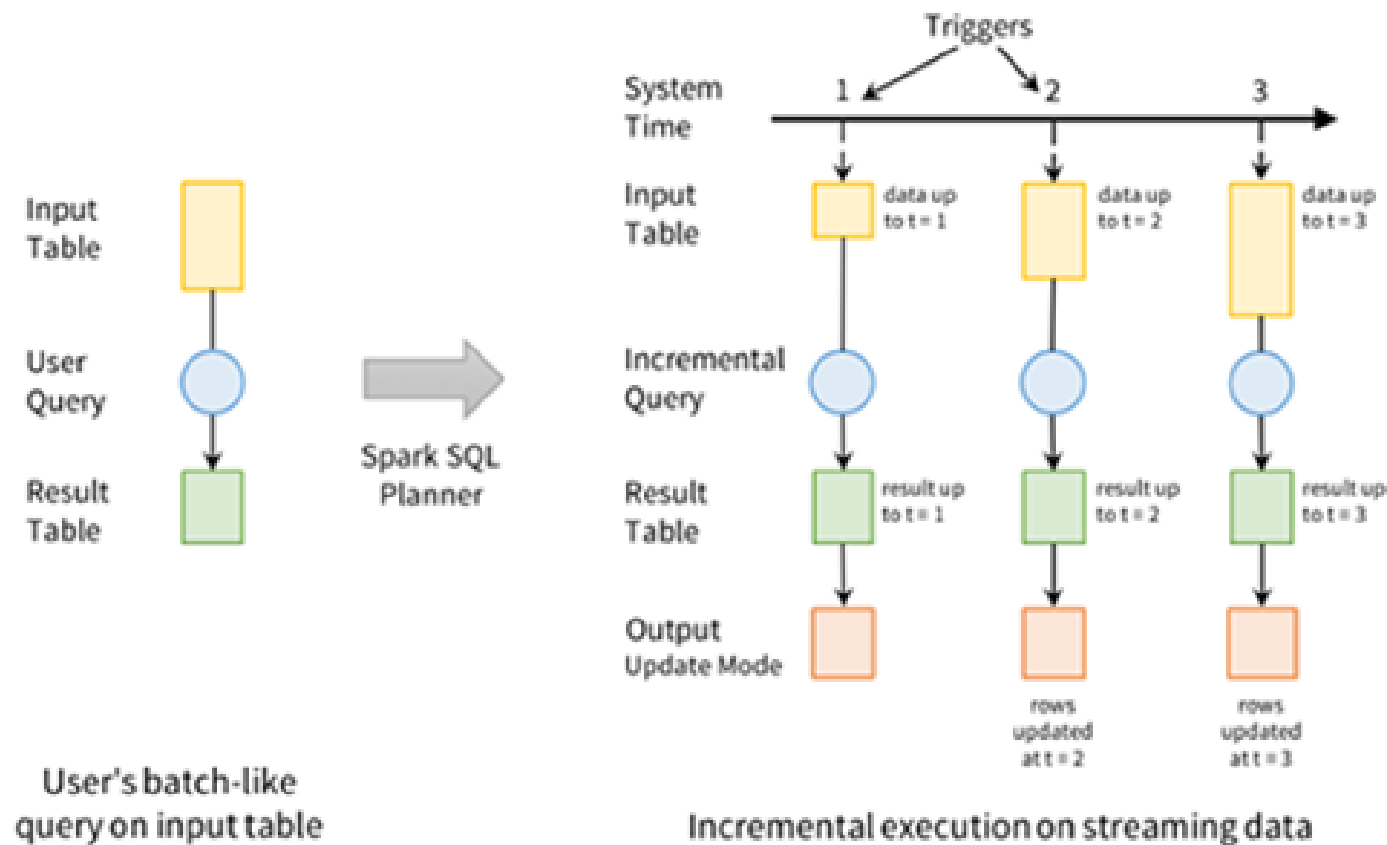 Triggers
System
Time
1
2
3
Input
Table
Input
Table
data up
to t = 1
data up
to t = 2
data up
to t = 3
User
Query
Spark SQL
Planner
Incremental
Query
Result
Table
Result
Table
result up
to t = 1
result up
to t = 2
result up
to t = 3
Output
Update Mode
rows
updated
at t = 2
rows
updated
at t = 3
User's batch-like
query on input table
Incremental execution on streaming data